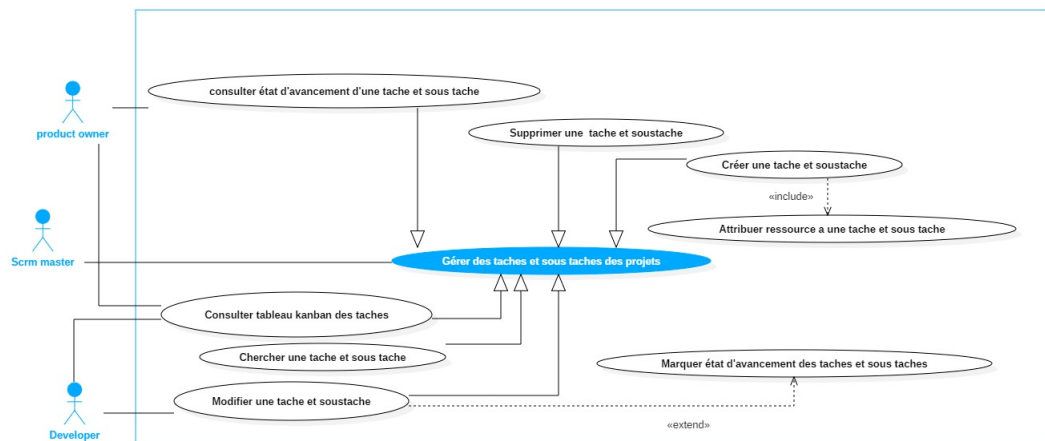 consulter état d'avancement d'une tache et sous tache
product owner
Supprimer une tache et soustache
Créer une tache et soustache
«include»
Attribuer ressource a une tache et sous tache
Scrm master
Gérer des taches et sous taches des projets
Consulter tableau kanban des taches
Chercher une tache et sous tache
Marquer état d'avancement des taches et sous taches
Modifier une tache et soustache
«extend»
Developer